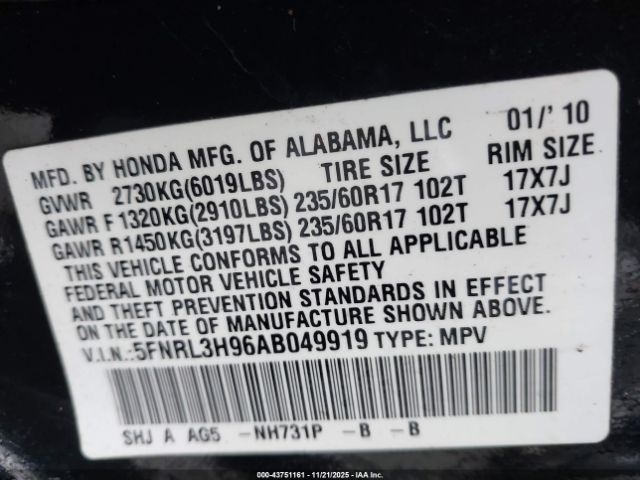 MFD. BY HONDA MFG. OF ALABAMA, LLC 01/' 10
GVWR 2730KG(6019LBS) TIRE SIZE RIM SIZE
GAWR F1320KG(2910LBS) 235/60R17 102T 17X7J
GAWR R1450KG(3197LBS) 235/60R17 102T 17X7J
THIS VEHICLE CONFORMS TO ALL APPLICABLE
FEDERAL MOTOR VEHICLE SAFETY
AND THEFT PREVENTION STANDARDS IN EFFECT
ON THE DATE OF MANUFACTURE SHOWN ABOVE.
V.I.N.:5FNRL3H96AB049919 TYPE: MPV
SHJ A AG5 -NH731P -B -B
000-43751161 - 11/21/2025 - IAA Inc.